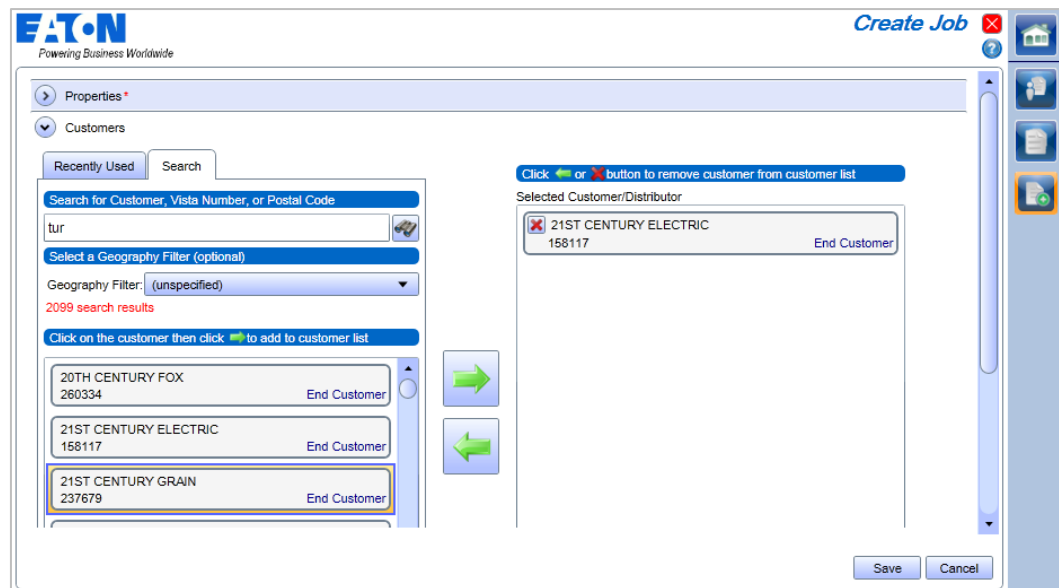 EATON
Powering Business Worldwide
Create Job
?
Properties *
Customers
Recently Used
Search
Search for Customer, Vista Number, or Postal Code
tur
Select a Geography Filter (optional)
Geography Filter: (unspecified)
2099 search results
Click on the customer then click to add to customer list
20TH CENTURY FOX
260334 End Customer
21ST CENTURY ELECTRIC
158117 End Customer
21ST CENTURY GRAIN
237679 End Customer
Click or button to remove customer from customer list
Selected Customer/Distributor
21ST CENTURY ELECTRIC
158117 End Customer
Save Cancel